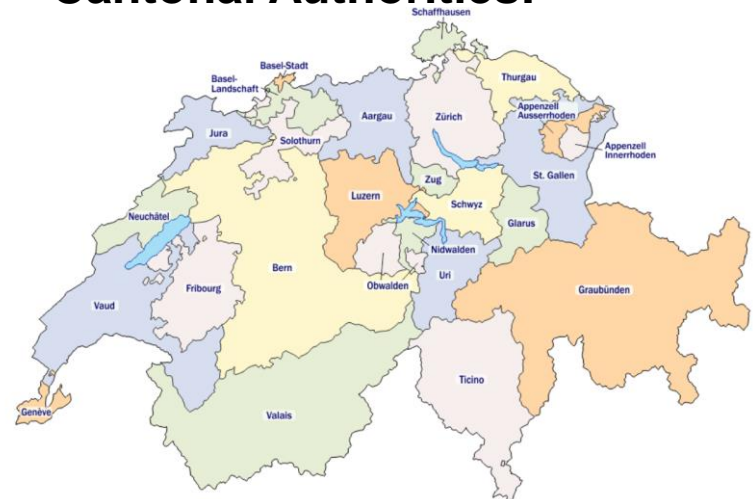 Cantonal Authorities:
Schaffhausen
Basel-Stadt
Basel-
Landschaft
Thurgau
Aargau
Zürich
Appenzell
Ausserrhoden
Jura
Solothurn
Appenzell
Innerrhoden
St. Gallen
Zug
Luzern
Schwyz
Neuchâtel
Glarus
Nidwalden
Bern
Uri
Obwalden
Fribourg
Graubünden
Vaud
Ticino
Genève
Valais